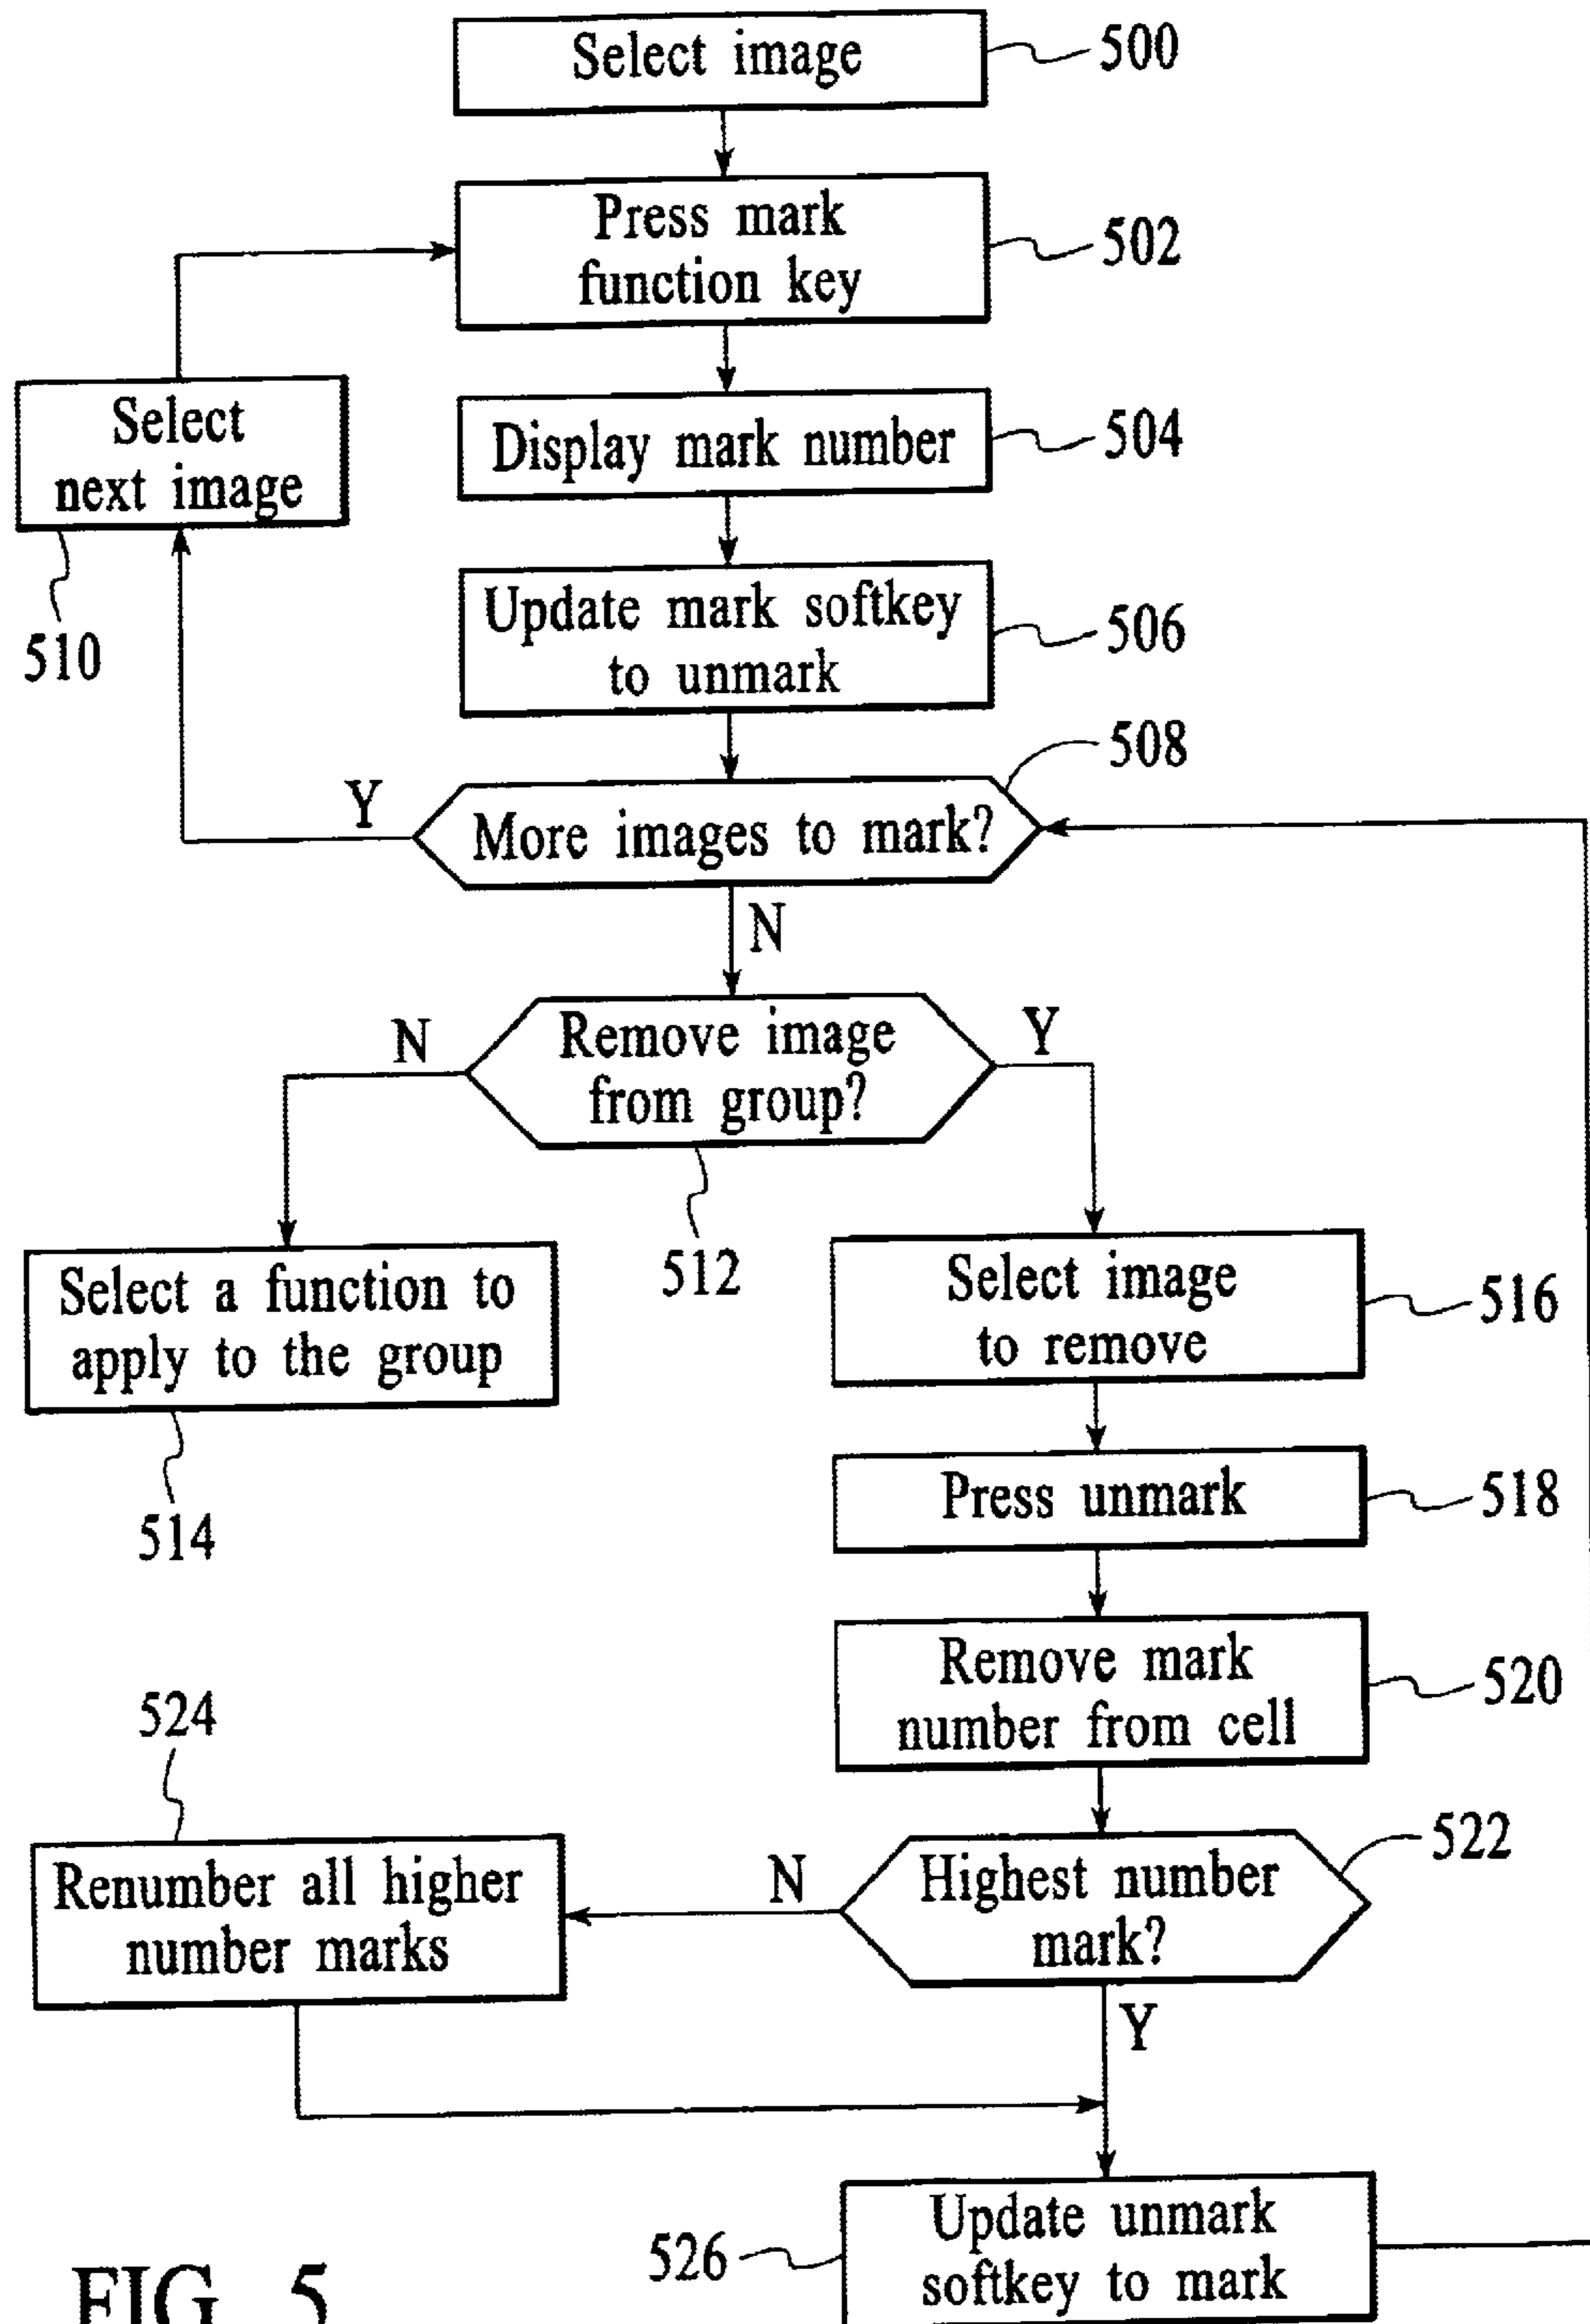 Select image
500
Press mark
function key
502
Display mark number
504
Select
next image
510
Update mark softkey
to unmark
506
508
More images to mark?
Y
N
Remove image
from group?
N
Y
512
Select a function to
apply to the group
514
Select image
to remove
516
Press unmark
518
Remove mark
number from cell
520
522
Highest number
mark?
N
Y
524
Renumber all higher
number marks
Update unmark
softkey to mark
526
FIG. 5